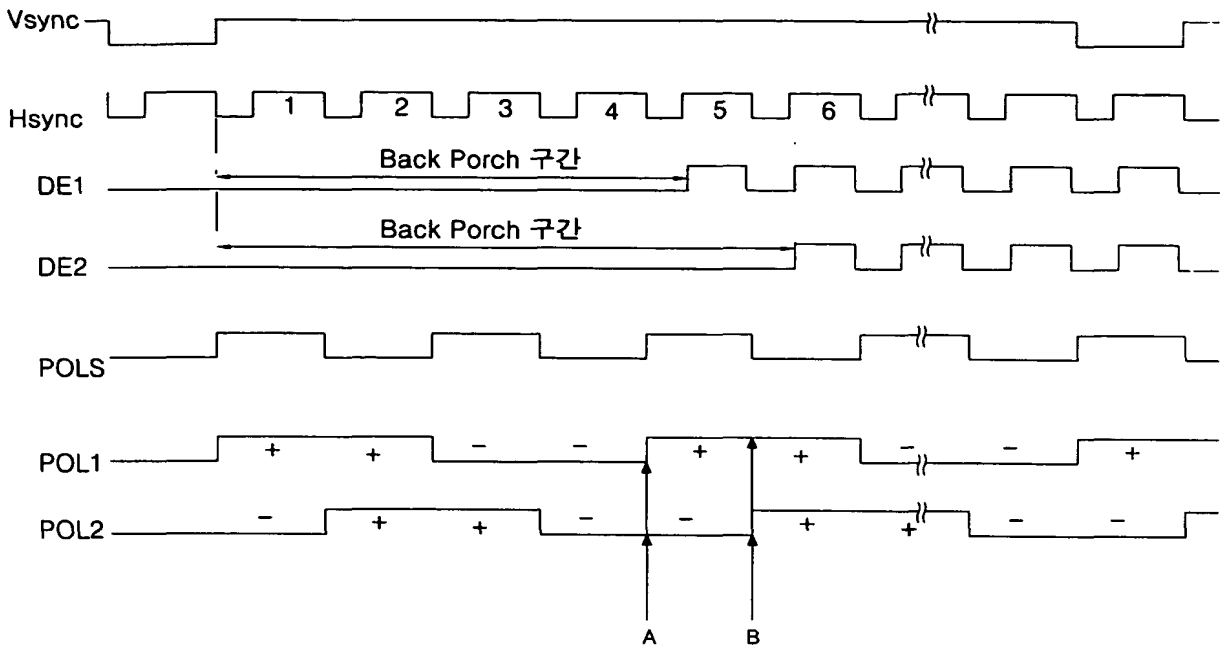 Vsync
Hsync 1 2 3 4 5 6
Back Porch 구간
DE1
Back Porch 구간
DE2
POLS
POL1 + + − − + + − − +
POL2 − + + − − + + − −
A B